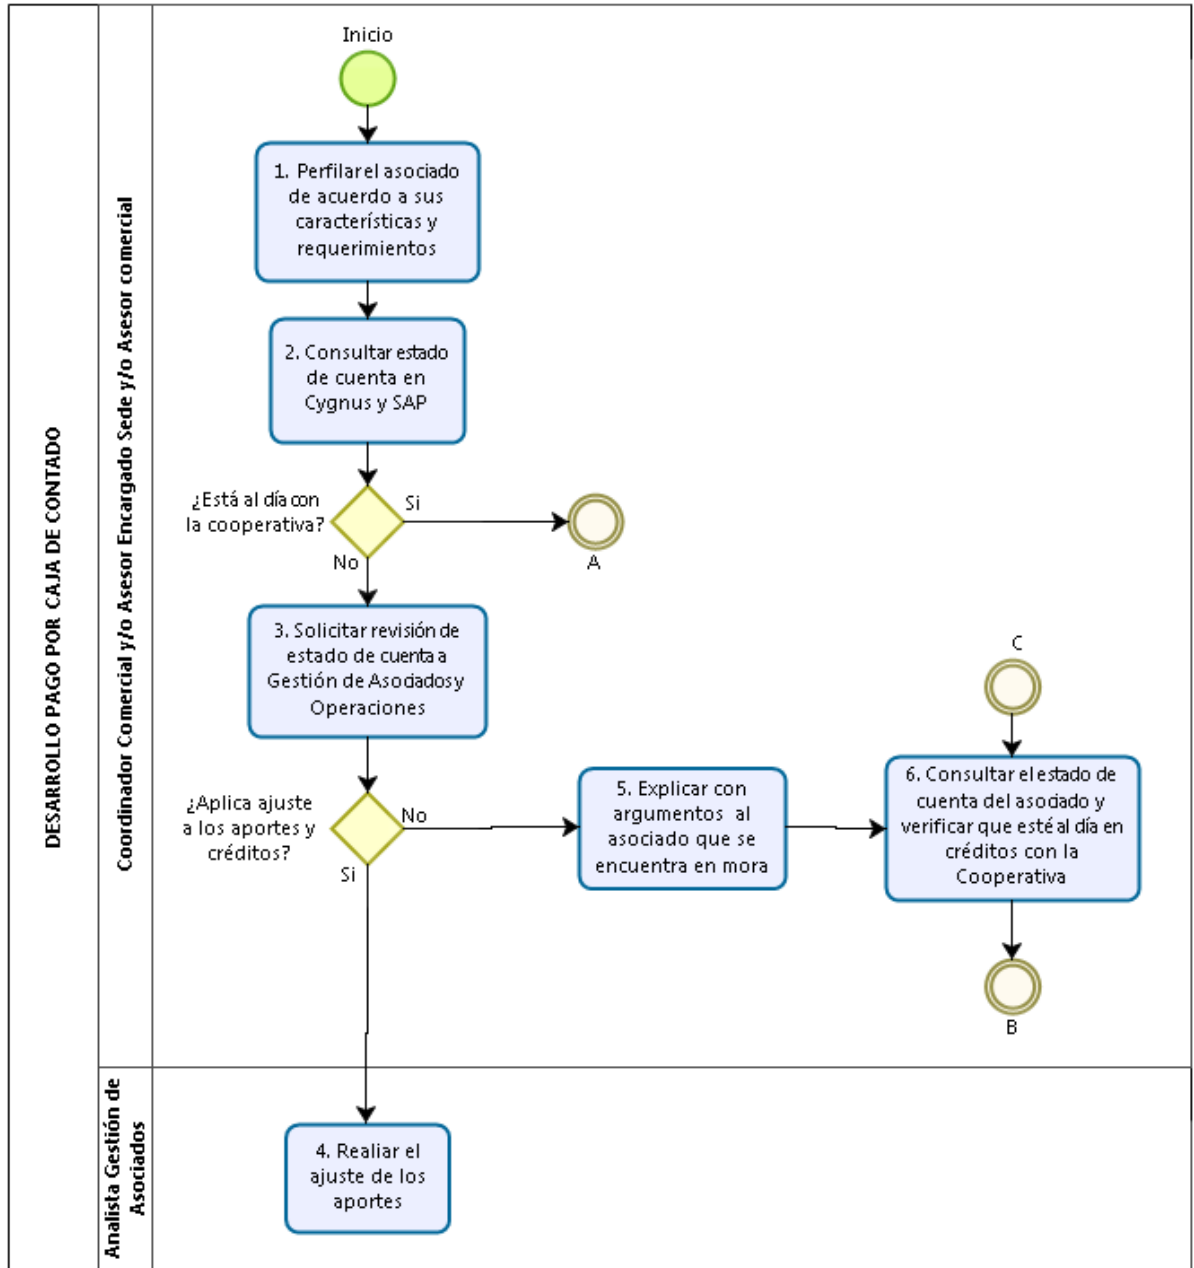 DESARROLLO PAGO POR CAJA DE CONTADO
Coordinador Comercial y/o Asesor Encargado Sede y/o Asesor comercial
Inicio
1. Perfilar el asociado
de acuerdo a sus
características y
requerimientos
2. Consultar estado
de cuenta en
Cygnus y SAP
¿Está al día con
la cooperativa?
Si
A
No
3. Solicitar revisión de
estado de cuenta a
Gestión de Asociados y
Operaciones
¿Aplica ajuste
a los aportes y
créditos?
No
Si
5. Explicar con
argumentos al
asociado que se
encuentra en mora
C
6. Consultar el estado de
cuenta del asociado y
verificar que esté al día en
créditos con la
Cooperativa
B
Analista Gestión de
Asociados
4. Realiar el
ajuste de los
aportes